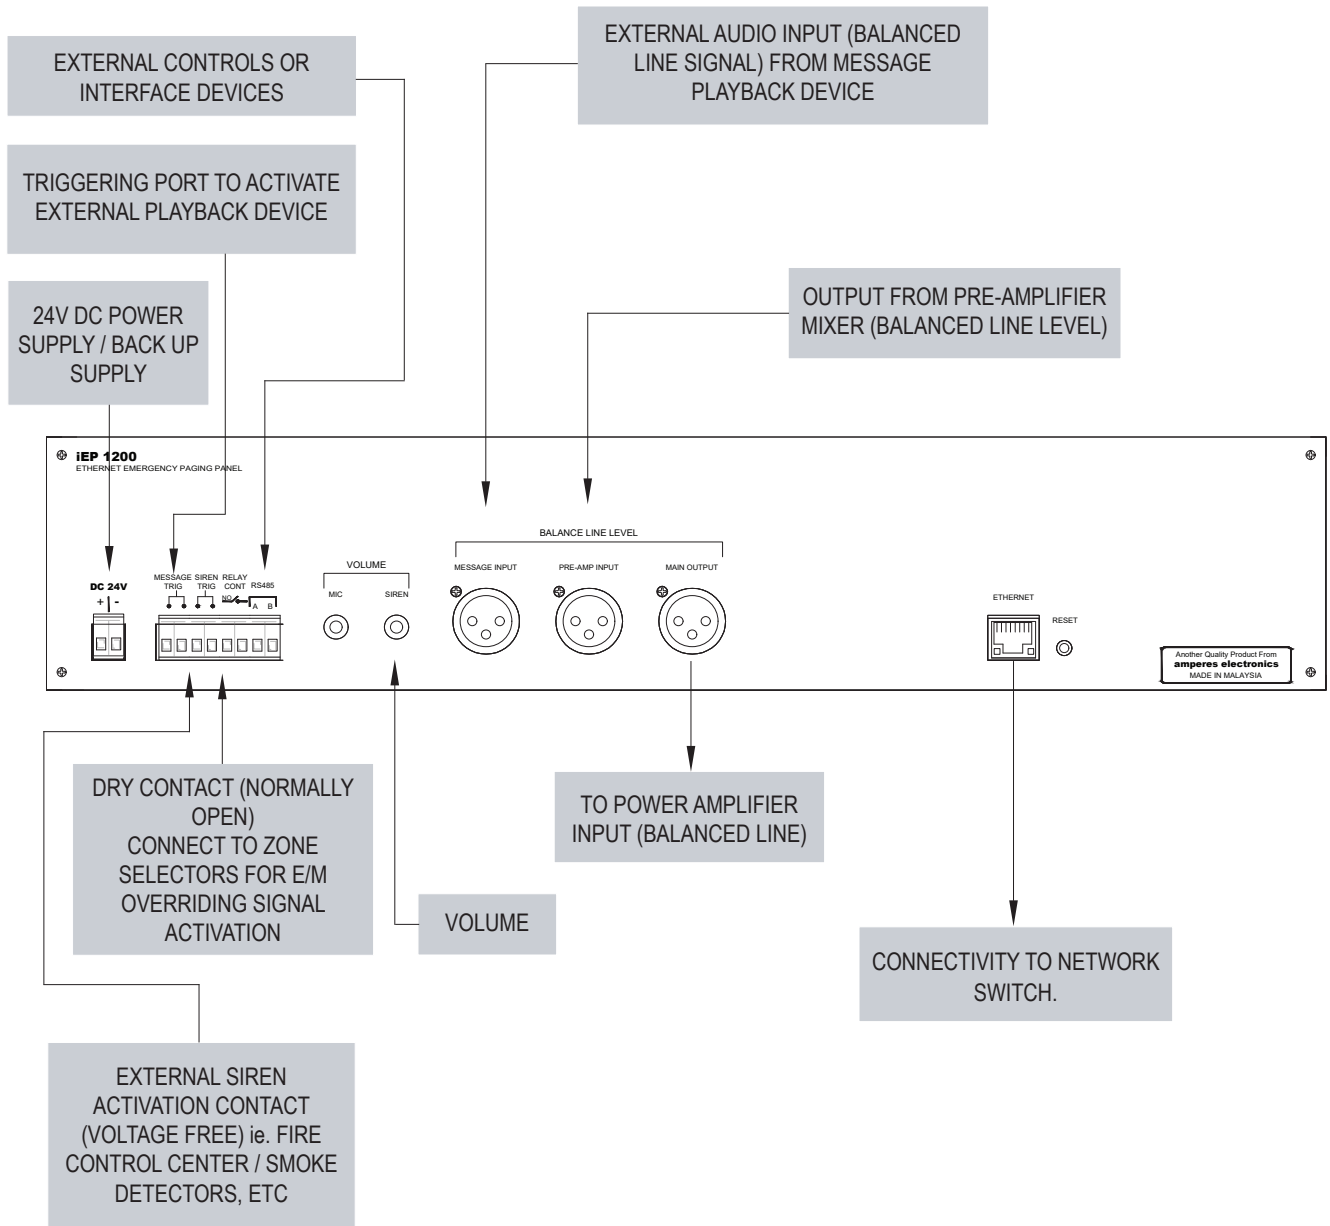 EXTERNAL CONTROLS OR
INTERFACE DEVICES
EXTERNAL AUDIO INPUT (BALANCED
LINE SIGNAL) FROM MESSAGE
PLAYBACK DEVICE
TRIGGERING PORT TO ACTIVATE
EXTERNAL PLAYBACK DEVICE
24V DC POWER
SUPPLY / BACK UP
SUPPLY
OUTPUT FROM PRE-AMPLIFIER
MIXER (BALANCED LINE LEVEL)
iEP 1200
ETHERNET EMERGENCY PAGING PANEL
DC 24V
+ -
MESSAGE
TRIG
SIREN
TRIG
RELAY
CONT
NO
RS485
A B
VOLUME
MIC
SIREN
BALANCE LINE LEVEL
MESSAGE INPUT
PRE-AMP INPUT
MAIN OUTPUT
ETHERNET
RESET
Another Quality Product From
amperes electronics
MADE IN MALAYSIA
DRY CONTACT (NORMALLY
OPEN)
CONNECT TO ZONE
SELECTORS FOR E/M
OVERRIDING SIGNAL
ACTIVATION
VOLUME
TO POWER AMPLIFIER
INPUT (BALANCED LINE)
CONNECTIVITY TO NETWORK
SWITCH.
EXTERNAL SIREN
ACTIVATION CONTACT
(VOLTAGE FREE) ie. FIRE
CONTROL CENTER / SMOKE
DETECTORS, ETC